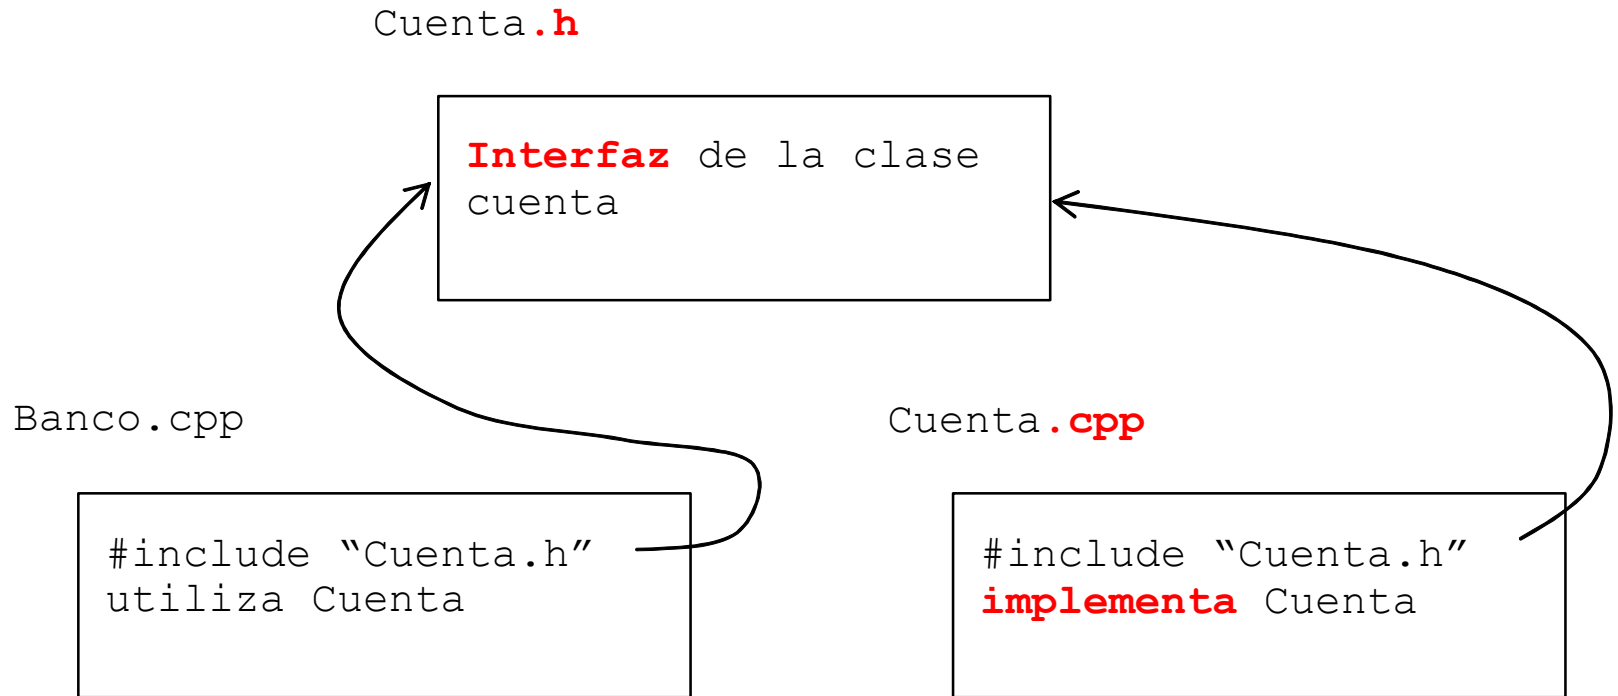 Cuenta.h
Interfaz de la clase
cuenta
Banco.cpp
#include “Cuenta.h”
utiliza Cuenta
Cuenta.cpp
#include “Cuenta.h”
implementa Cuenta